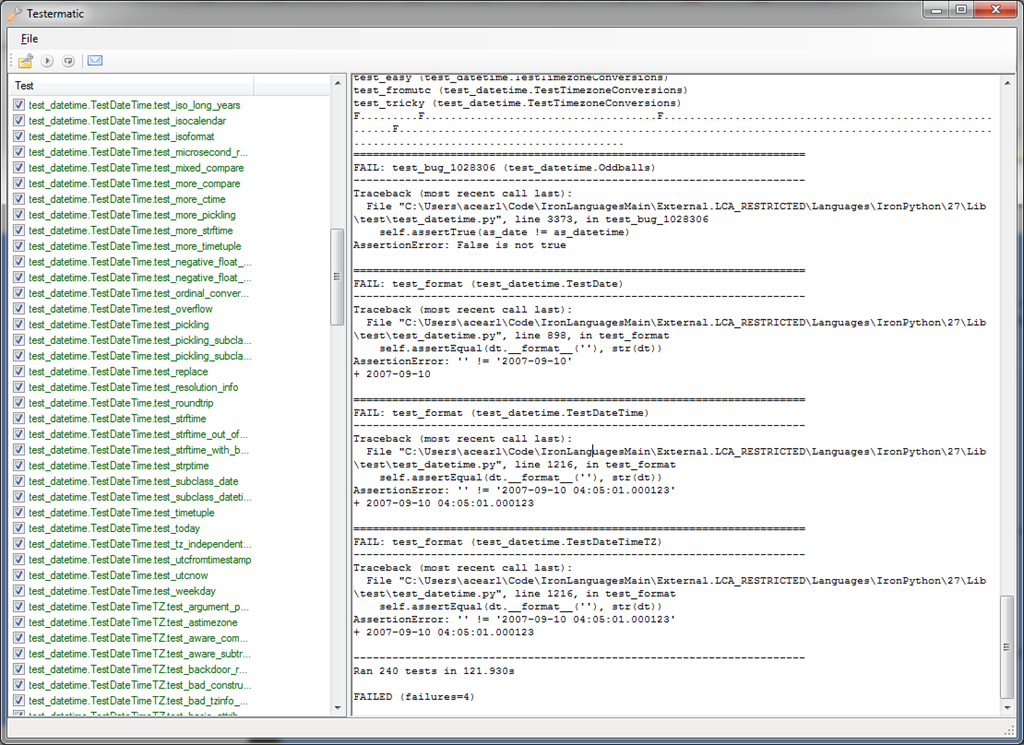 Testermatic
File
Test
test_datetime.TestDateTime.test_iso_long_years
test_datetime.TestDateTime.test_isocalendar
test_datetime.TestDateTime.test_isoformat
test_datetime.TestDateTime.test_microsecond_r...
test_datetime.TestDateTime.test_mixed_compare
test_datetime.TestDateTime.test_more_compare
test_datetime.TestDateTime.test_more_ctime
test_datetime.TestDateTime.test_more_pickling
test_datetime.TestDateTime.test_more_strftime
test_datetime.TestDateTime.test_more_timetuple
test_datetime.TestDateTime.test_negative_float_...
test_datetime.TestDateTime.test_negative_float_...
test_datetime.TestDateTime.test_ordinal_conver...
test_datetime.TestDateTime.test_overflow
test_datetime.TestDateTime.test_pickling
test_datetime.TestDateTime.test_pickling_subcla...
test_datetime.TestDateTime.test_pickling_subcla...
test_datetime.TestDateTime.test_replace
test_datetime.TestDateTime.test_resolution_info
test_datetime.TestDateTime.test_roundtrip
test_datetime.TestDateTime.test_strftime
test_datetime.TestDateTime.test_strftime_out_of...
test_datetime.TestDateTime.test_strftime_with_b...
test_datetime.TestDateTime.test_strptime
test_datetime.TestDateTime.test_subclass_date
test_datetime.TestDateTime.test_subclass_dateti...
test_datetime.TestDateTime.test_timetuple
test_datetime.TestDateTime.test_today
test_datetime.TestDateTime.test_tz_independent...
test_datetime.TestDateTime.test_utcfromtimestamp
test_datetime.TestDateTime.test_utcnow
test_datetime.TestDateTime.test_weekday
test_datetime.TestDateTimeTZ.test_argument_p...
test_datetime.TestDateTimeTZ.test_astimezone
test_datetime.TestDateTimeTZ.test_aware_com...
test_datetime.TestDateTimeTZ.test_aware_subtr...
test_datetime.TestDateTimeTZ.test_backdoor_r...
test_datetime.TestDateTimeTZ.test_bad_constru...
test_datetime.TestDateTimeTZ.test_bad_tzinfo_...
test_easy (test_datetime.TestTimezoneConversions)
test_fromutc (test_datetime.TestTimezoneConversions)
test_tricky (test_datetime.TestTimezoneConversions)
F.........F....................................F...................................................
......F............................................................................................
..........................................
======================================================================
FAIL: test_bug_1028306 (test_datetime.Oddballs)
----------------------------------------------------------------------
Traceback (most recent call last):
  File "C:\Users\acearl\Code\IronLanguagesMain\External.LCA_RESTRICTED\Languages\IronPython\27\Lib
\test\test_datetime.py", line 3373, in test_bug_1028306
    self.assertTrue(as_date != as_datetime)
AssertionError: False is not true
======================================================================
FAIL: test_format (test_datetime.TestDate)
----------------------------------------------------------------------
Traceback (most recent call last):
  File "C:\Users\acearl\Code\IronLanguagesMain\External.LCA_RESTRICTED\Languages\IronPython\27\Lib
\test\test_datetime.py", line 898, in test_format
    self.assertEqual(dt.__format__(''), str(dt))
AssertionError: '' != '2007-09-10'
+ 2007-09-10
======================================================================
FAIL: test_format (test_datetime.TestDateTime)
----------------------------------------------------------------------
Traceback (most recent call last):
  File "C:\Users\acearl\Code\IronLanguagesMain\External.LCA_RESTRICTED\Languages\IronPython\27\Lib
\test\test_datetime.py", line 1216, in test_format
    self.assertEqual(dt.__format__(''), str(dt))
AssertionError: '' != '2007-09-10 04:05:01.000123'
+ 2007-09-10 04:05:01.000123
======================================================================
FAIL: test_format (test_datetime.TestDateTimeTZ)
----------------------------------------------------------------------
Traceback (most recent call last):
  File "C:\Users\acearl\Code\IronLanguagesMain\External.LCA_RESTRICTED\Languages\IronPython\27\Lib
\test\test_datetime.py", line 1216, in test_format
    self.assertEqual(dt.__format__(''), str(dt))
AssertionError: '' != '2007-09-10 04:05:01.000123'
+ 2007-09-10 04:05:01.000123
----------------------------------------------------------------------
Ran 240 tests in 121.930s
FAILED (failures=4)